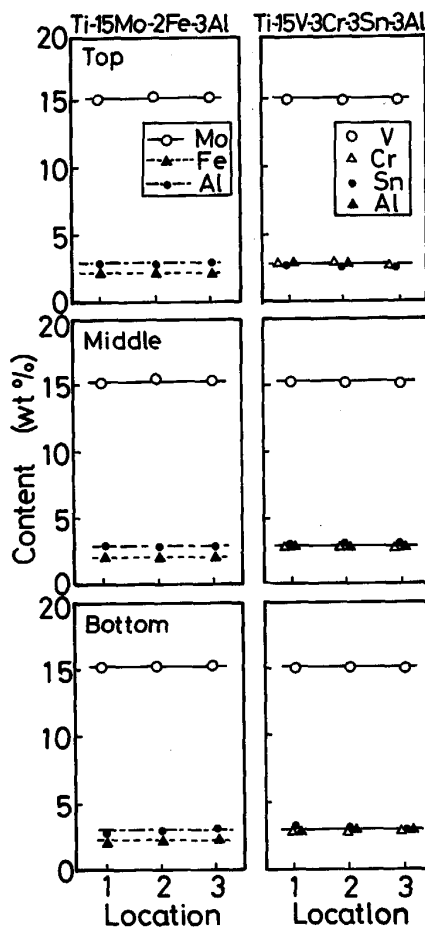 Ti-15Mo-2Fe-3Al Ti-15V-3Cr-3Sn-3Al
20
Top
15
Mo
Fe
Al
V
Cr
Sn
Al
10
5
0
20
Middle
15
10
5
0
Content (wt%)
20
Bottom
15
10
5
0
1 2 3 1 2 3
Location Location